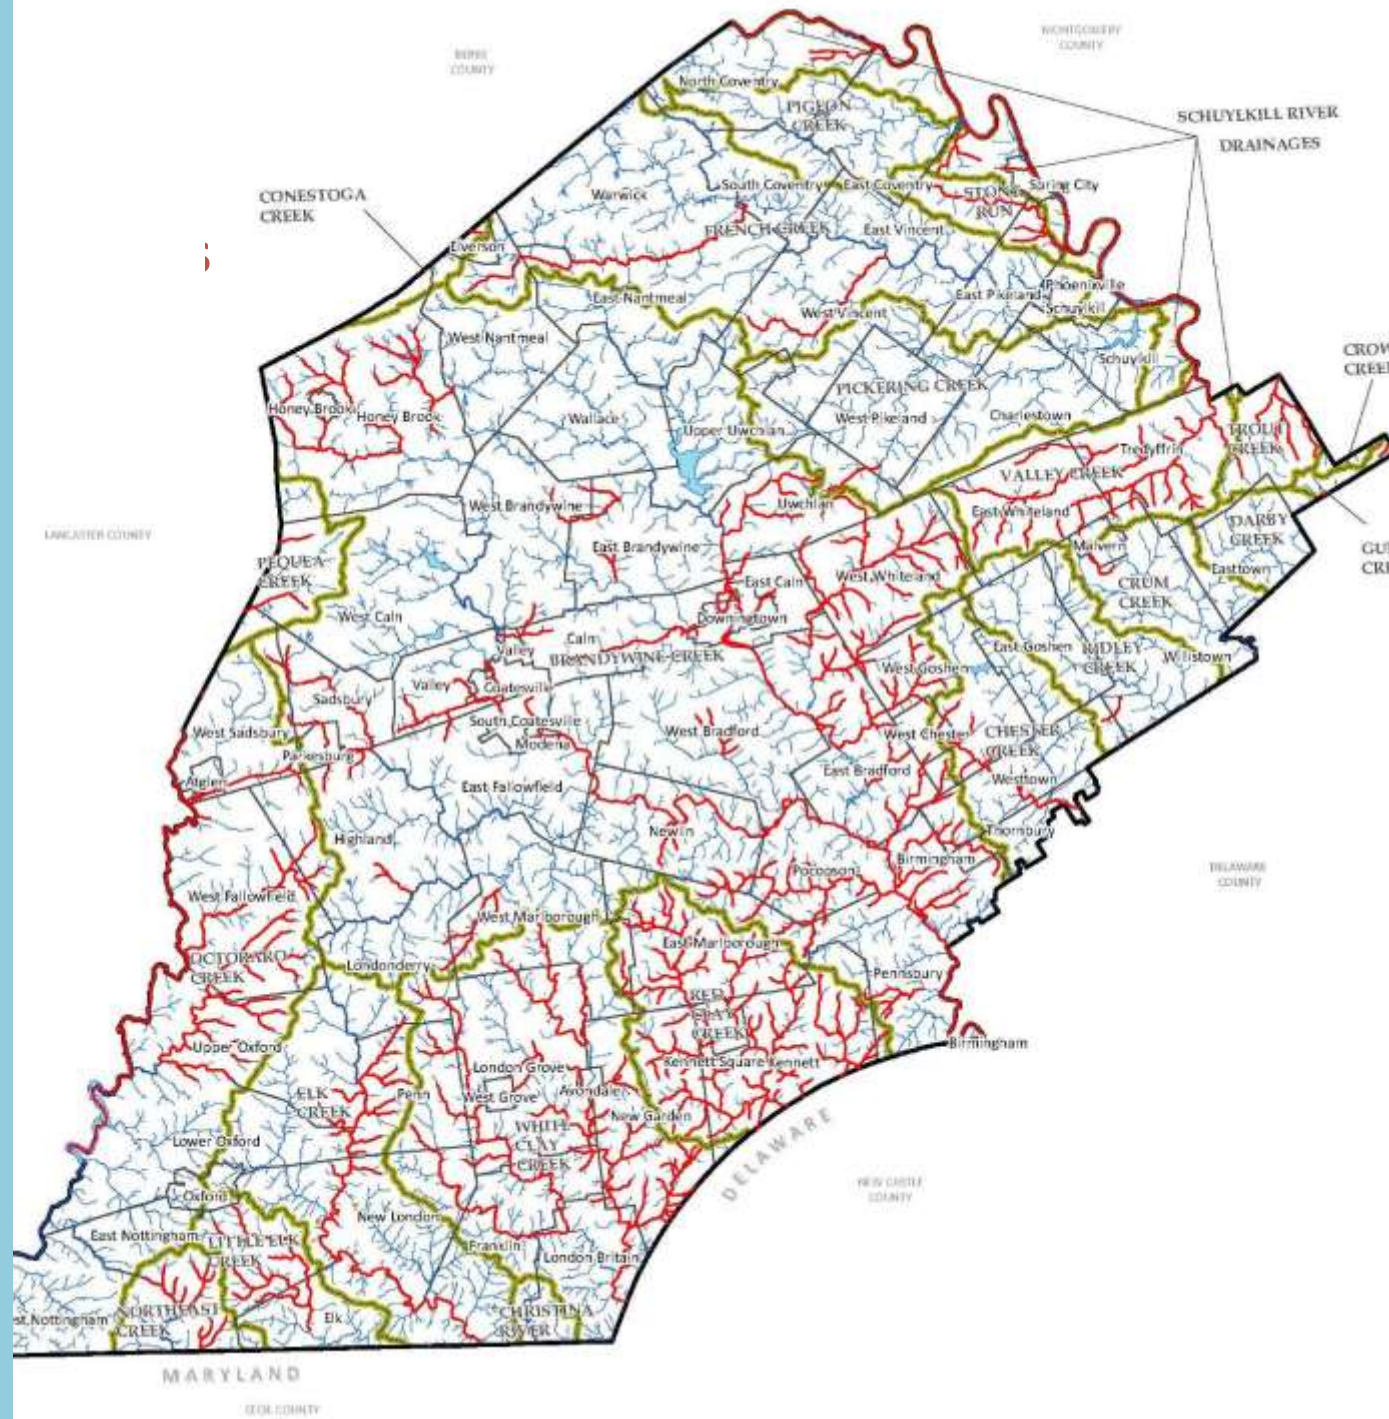 MONTGOMERY
COUNTY
BERKS
COUNTY
North Coventry
PIGEON
CREEK
SCHUYLKILL RIVER
DRAINAGES
CONESTOGA
CREEK
Warwick
South Coventry
East Coventry
STONY
RUN
Spring City
FRENCH CREEK
East Vincent
Elverson
East Nantmeal
West Vincent
East Pikeland
Phoenixville
Schuylkil
West Nantmeal
Schuylkill
CROW
CREE
PICKERING CREEK
Honey Brook
Honey Brook
Wallace
Upper Uwchlan
West Pikeland
Charlestown
TROUT
CREEK
Tredyffrin
VALLEY CREEK
West Brandywine
Uwchlan
East Whiteland
DARBY
CREEK
LANCASTER COUNTY
East Brandywine
Malvern
GU
CRE
PEQUEA
CREEK
East Caln
West Whiteland
CRUM
CREEK
Easttown
West Caln
Downingtown
Caln
Valley
BRANDYWINE CREEK
East Goshen
RIDLEY
CREEK
Willistown
West Goshen
Valley
Coatesville
Sadsbury
South Coatesville
Modena
West Sadsbury
West Bradford
West Chester
CHESTER
CREEK
Parkesburg
East Bradford
Westtown
Atglen
East Fallowfield
Highland
Newlin
Thornbury
Birmingham
Pocopson
DELAWARE
COUNTY
West Fallowfield
West Marlborough
East Marlborough
OCTORARO
CREEK
Londonderry
Pennsbury
RED
CLAY
CREEK
Upper Oxford
Birmingham
London Grove
Kennett Square
Kennett
ELK
CREEK
Penn
West Grove
Avondale
New Garden
WHITE
CLAY
CREEK
Lower Oxford
DELAWARE
NEW CASTLE
COUNTY
Oxford
New London
East Nottingham
LITTLE ELK
CREEK
Franklin
London Britain
st Nottingham
NORTHEAST
CREEK
Elk
CHRISTINA
RIVER
MARYLAND
CECIL COUNTY